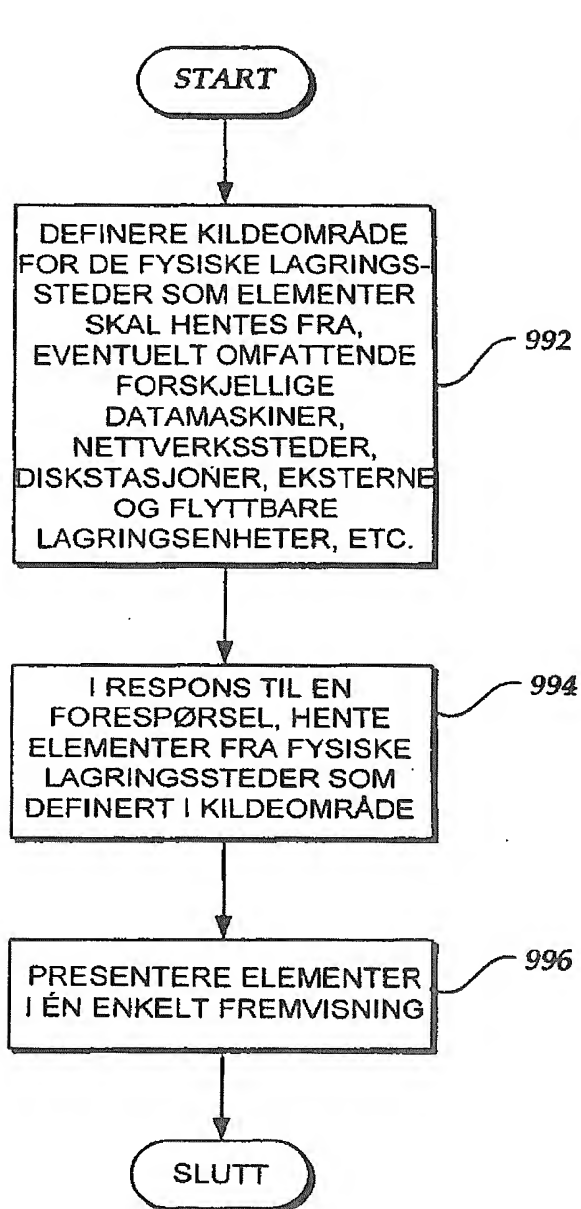 START
DEFINERE KILDEOMRÅDE
FOR DE FYSISKE LAGRINGS-
STEDER SOM ELEMENTER
SKAL HENTES FRA,
EVENTUELT OMFATTENDE
FORSKJELLIGE
DATAMASKINER,
NETTVERKSSTEDER,
DISKSTASJONER, EKSTERNE
OG FLYTTBARE
LAGRINGSENHETER, ETC.
992
I RESPONS TIL EN
FORESPØRSEL, HENTE
ELEMENTER FRA FYSISKE
LAGRINGSSTEDER SOM
DEFINERT I KILDEOMRÅDE
994
PRESENTERE ELEMENTER
I ÉN ENKELT FREMVISNING
996
SLUTT